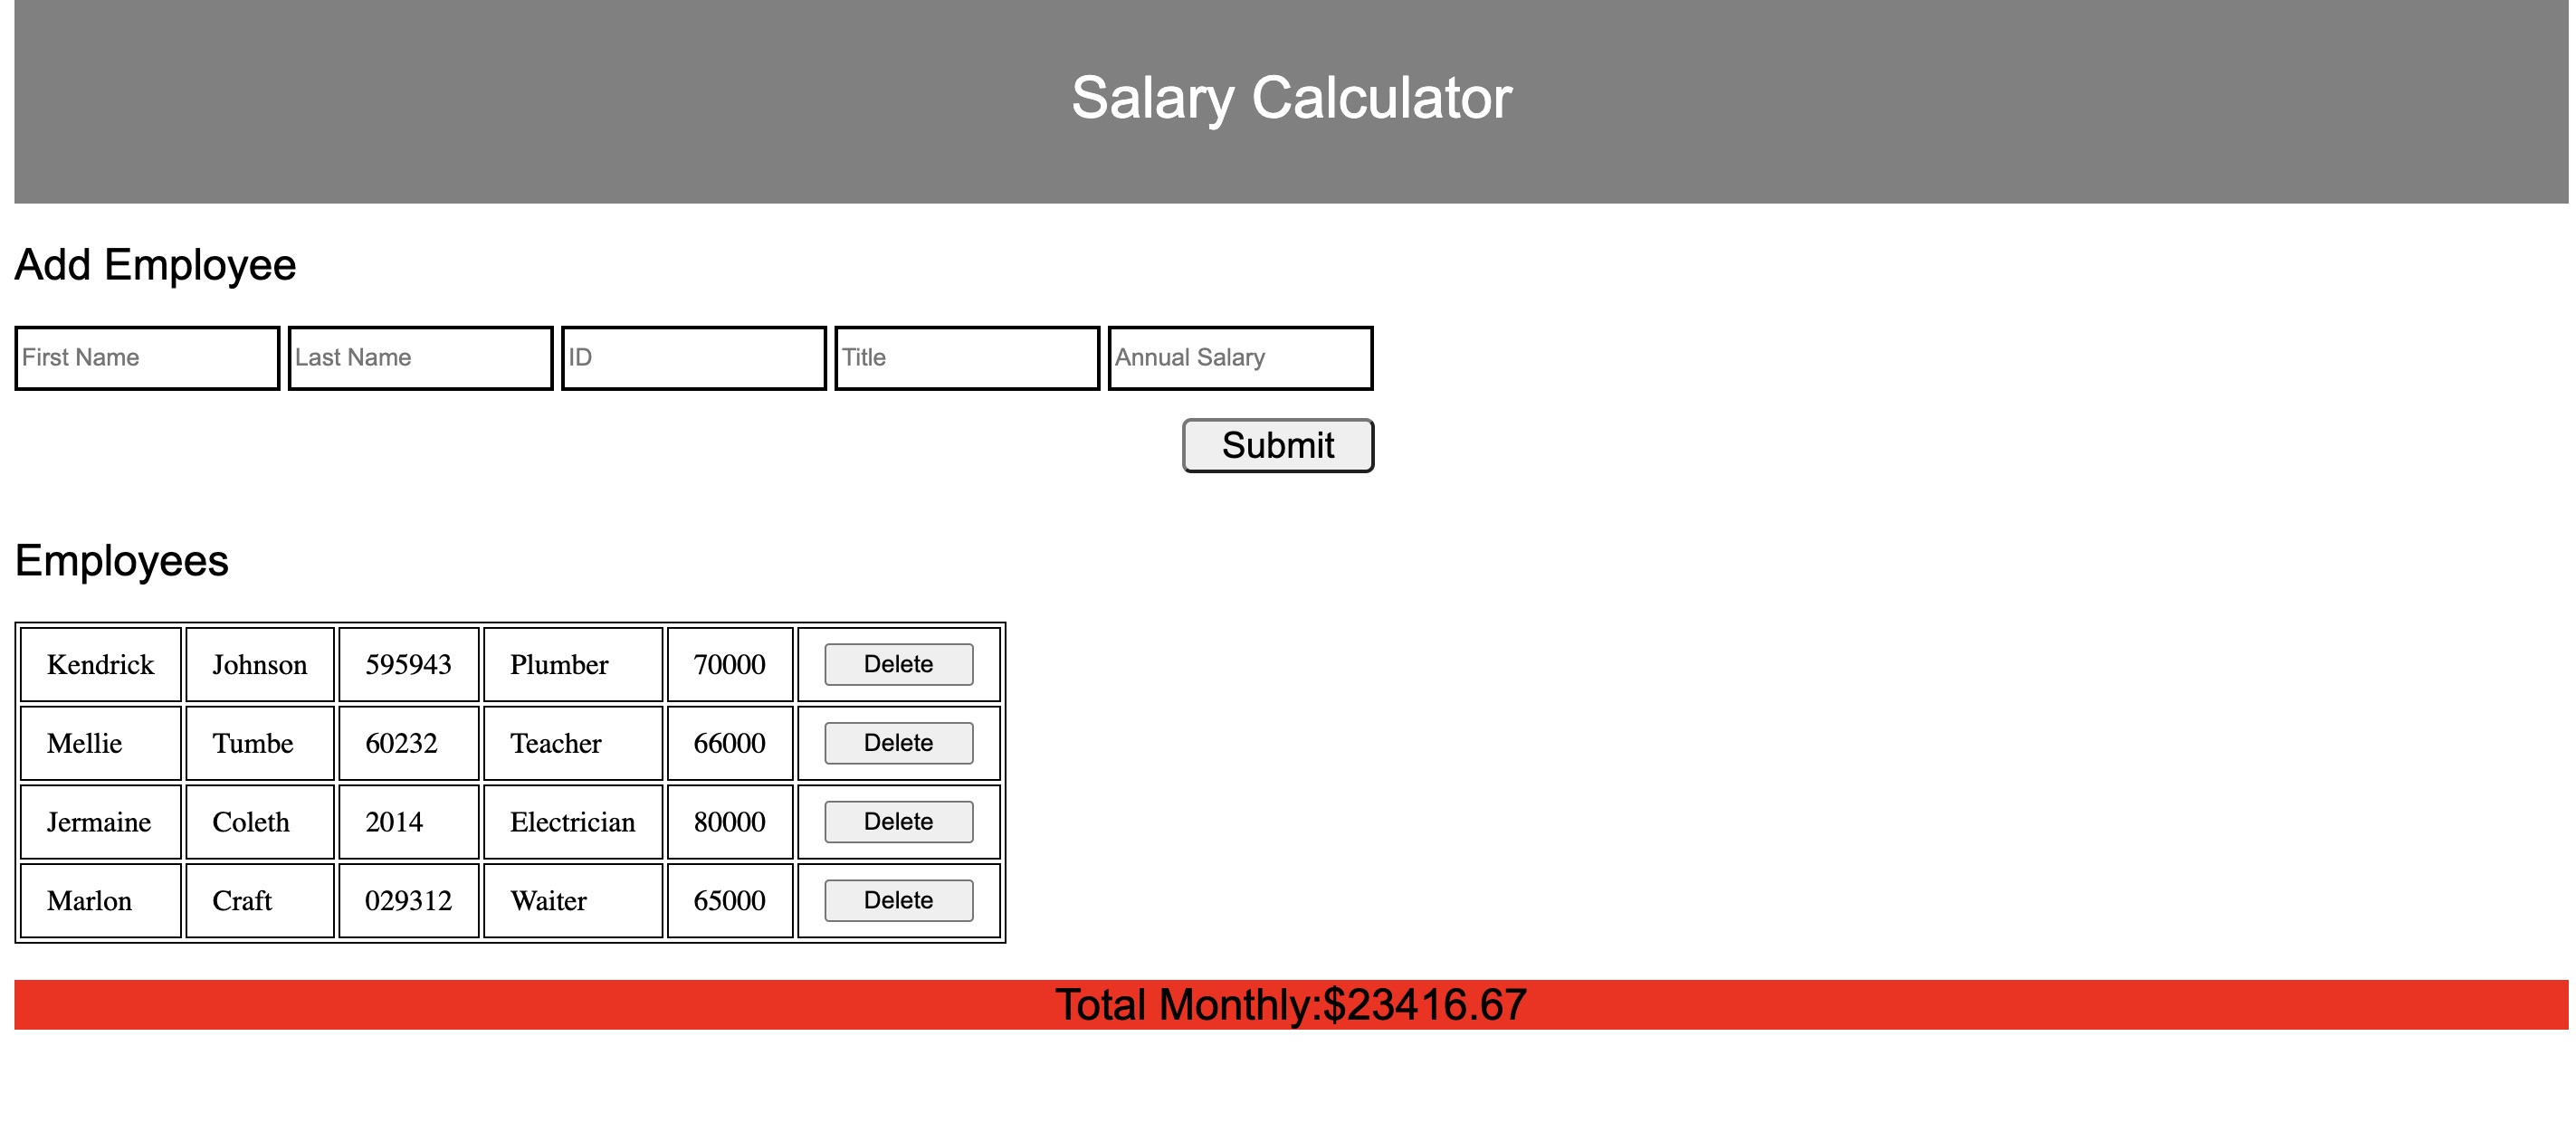 Salary Calculator
Add Employee
First Name Last Name ID Title Annual Salary
Submit
Employees
Kendrick Johnson 595943 Plumber 70000 Delete
Mellie Tumbe 60232 Teacher 66000 Delete
Jermaine Coleth 2014 Electrician 80000 Delete
Marlon Craft 029312 Waiter 65000 Delete
Total Monthly:$23416.67